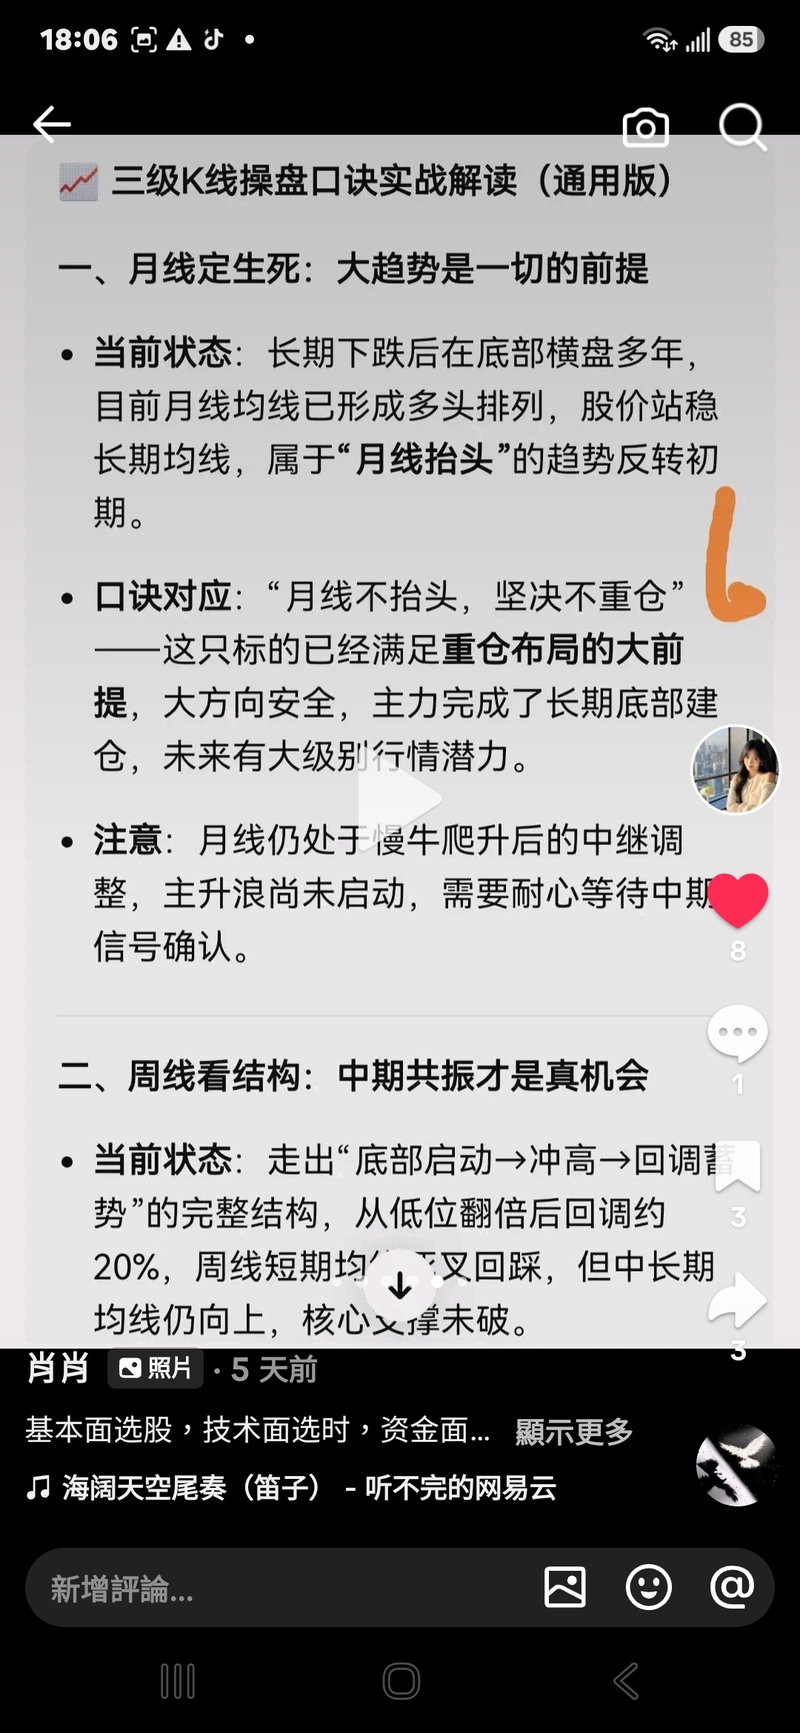 18:06
85
三级K线操盘口诀实战解读（通用版）
一、月线定生死：大趋势是一切的前提
• 当前状态：长期下跌后在底部横盘多年，
目前月线均线已形成多头排列，股价站稳
长期均线，属于“月线抬头”的趋势反转初
期。
• 口诀对应：“月线不抬头，坚决不重仓”
——这只标的已经满足重仓布局的大前
提，大方向安全，主力完成了长期底部建
仓，未来有大级别行情潜力。
• 注意：月线仍处于慢牛爬升后的中继调
整，主升浪尚未启动，需要耐心等待中期
信号确认。
8
1
二、周线看结构：中期共振才是真机会
• 当前状态：走出“底部启动→冲高→回调蓄
势”的完整结构，从低位翻倍后回调约
3
20%，周线短期均线死叉回踩，但中长期
均线仍向上，核心支撑未破。
3
肖肖 照片 · 5 天前
基本面选股，技术面选时，资金面... 顯示更多
海阔天空尾奏（笛子） - 听不完的网易云
新增評論...